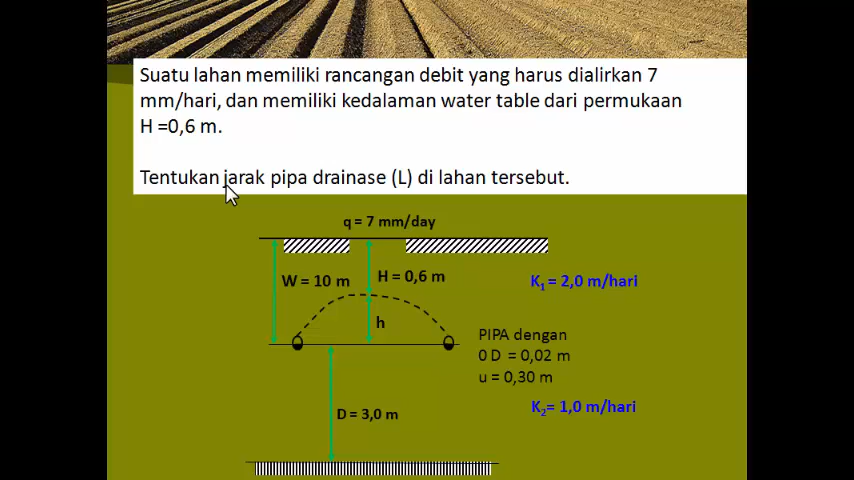 Suatu lahan memiliki rancangan debit yang harus dialirkan 7
mm/hari, dan memiliki kedalaman water table dari permukaan
H =0,6 m.
Tentukan jarak pipa drainase (L) di lahan tersebut.
q = 7 mm/day
W = 10 m
H = 0,6 m
K1 = 2,0 m/hari
h
PIPA dengan
0 D = 0,02 m
u = 0,30 m
K2= 1,0 m/hari
D = 3,0 m